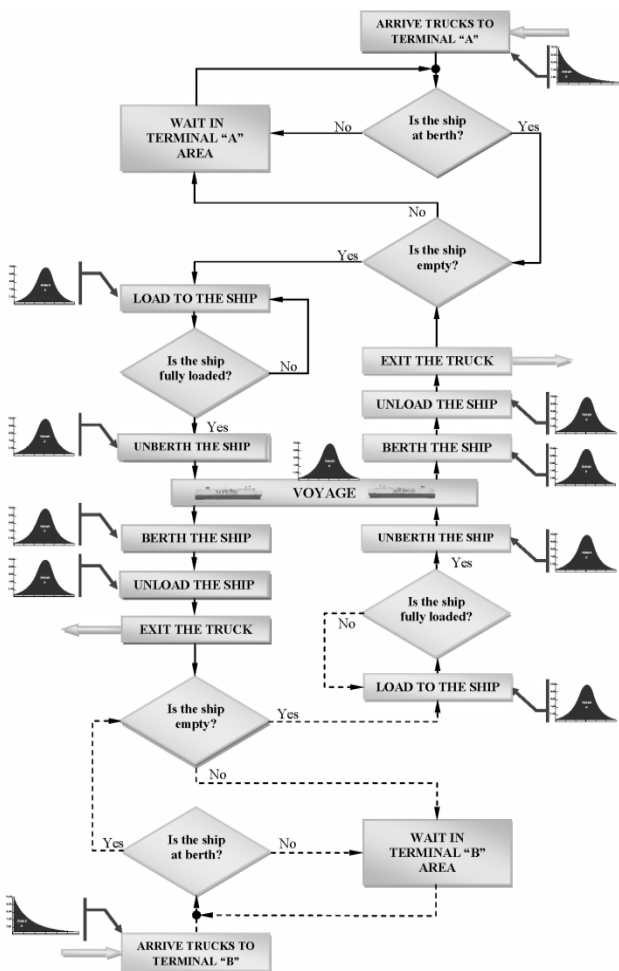 ARRIVE TRUCKS TO
TERMINAL “A”
Is the ship
at berth?
No
Yes
WAIT IN
TERMINAL “A”
AREA
No
Is the ship
empty?
Yes
LOAD TO THE SHIP
Is the ship
fully loaded?
No
Yes
EXIT THE TRUCK
UNLOAD THE SHIP
UNBERTH THE SHIP
BERTH THE SHIP
VOYAGE
BERTH THE SHIP
UNBERTH THE SHIP
Yes
UNLOAD THE SHIP
Is the ship
fully loaded?
No
EXIT THE TRUCK
LOAD TO THE SHIP
Is the ship
empty?
Yes
No
Is the ship
at berth?
Yes
No
WAIT IN
TERMINAL “B”
AREA
ARRIVE TRUCKS TO
TERMINAL “B”